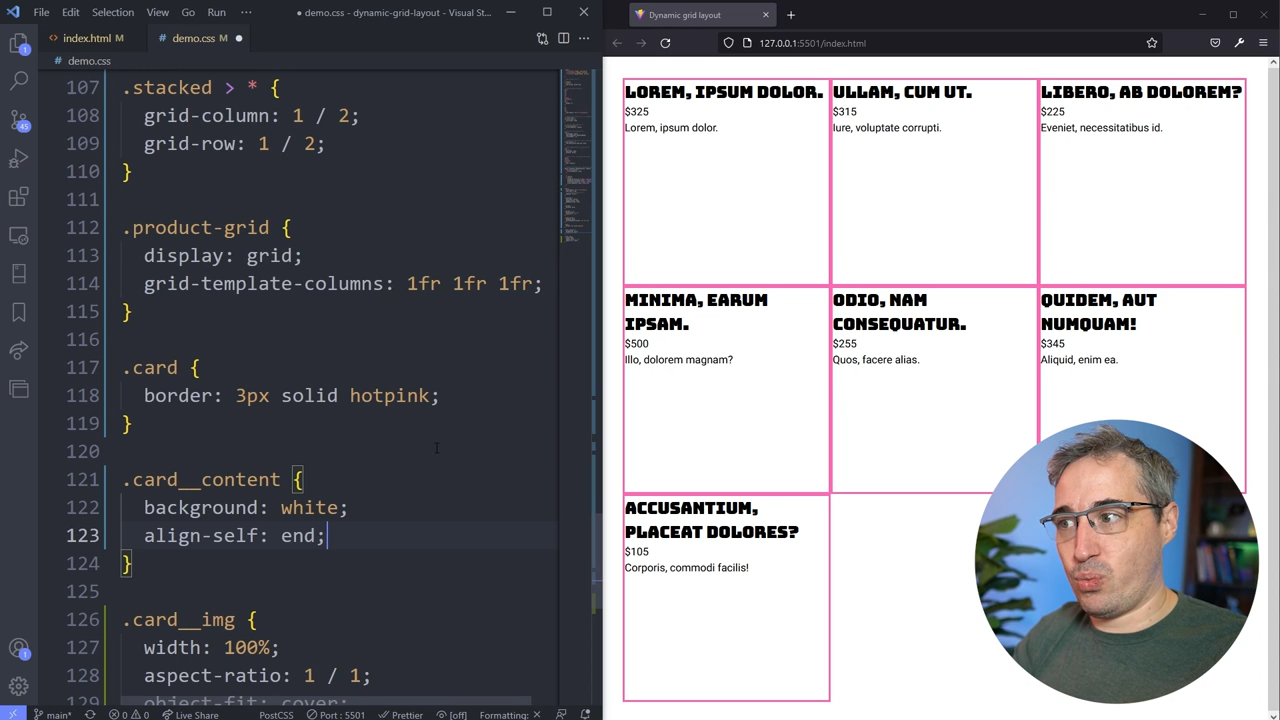 File Edit View Go Run ···
● demo.css - dynamic-grid-layout - Visual St...
index.html M
demo.css M ●
demo.css
107 .stacked > * {
108 grid-column: 1 / 2;
109 grid-row: 1 / 2;
110 }
111
112 .product-grid {
113 display: grid;
114 grid-template-columns: 1fr 1fr 1fr;
115 }
116
117 .card {
118 border: 3px solid hotpink;
119 }
120
121 .card__content {
122 background: white;
123 align-self: end;
124 }
125
126 .card__img {
127 width: 100%;
128 aspect-ratio: 1 / 1;
129 object-fit: cover;
1
45
1
1
main* 0 0 Live Share PostCSS Port : 5501 Prettier [off] Formatting: ×
Dynamic grid layout
127.0.0.1:5501/index.html
LOREM, IPSUM DOLOR.
$325
Lorem, ipsum dolor.
ULLAM, CUM UT.
$315
Iure, voluptate corrupti.
LIBERO, AB DOLOREM?
$225
Eveniet, necessitatibus id.
MINIMA, EARUM
IPSAM.
$500
Illo, dolorem magnam?
ODIO, NAM
CONSEQUATUR.
$255
Quos, facere alias.
QUIDEM, AUT
NUMQUAM!
$345
Aliquid, enim ea.
ACCUSANTIUM,
PLACEAT DOLORES?
$105
Corporis, commodi facilis!